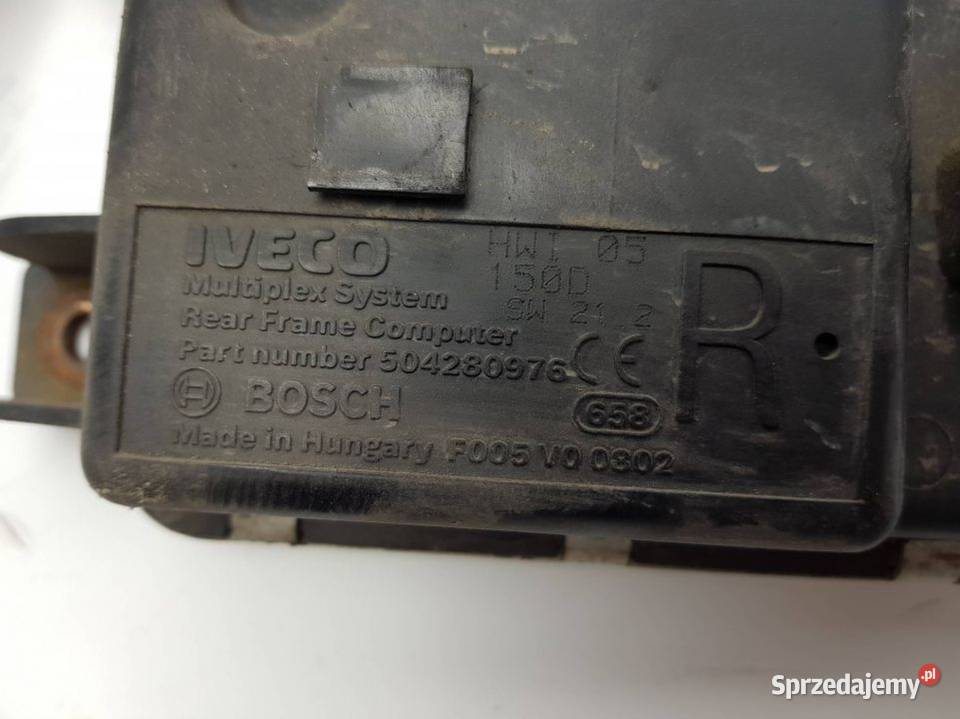 IVECO
HWI 05
150D
Multiplex System
SW 21 2
Rear Frame Computer
Part number 504280976
CE
R
BOSCH
658
Made in Hungary F005 V0 0302
Sprzedajemy.pl